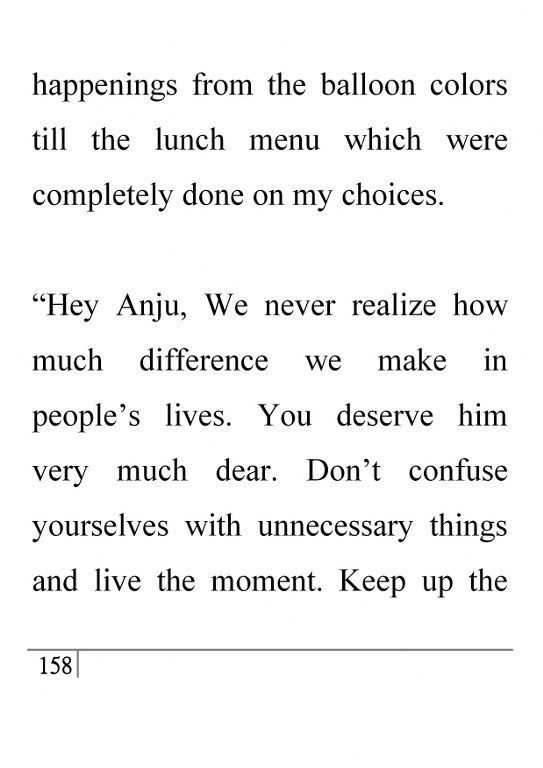 happenings from the balloon colors
till the lunch menu which were
completely done on my choices.
“Hey Anju, We never realize how
much difference we make in
people’s lives. You deserve him
very much dear. Don’t confuse
yourselves with unnecessary things
and live the moment. Keep up the
158